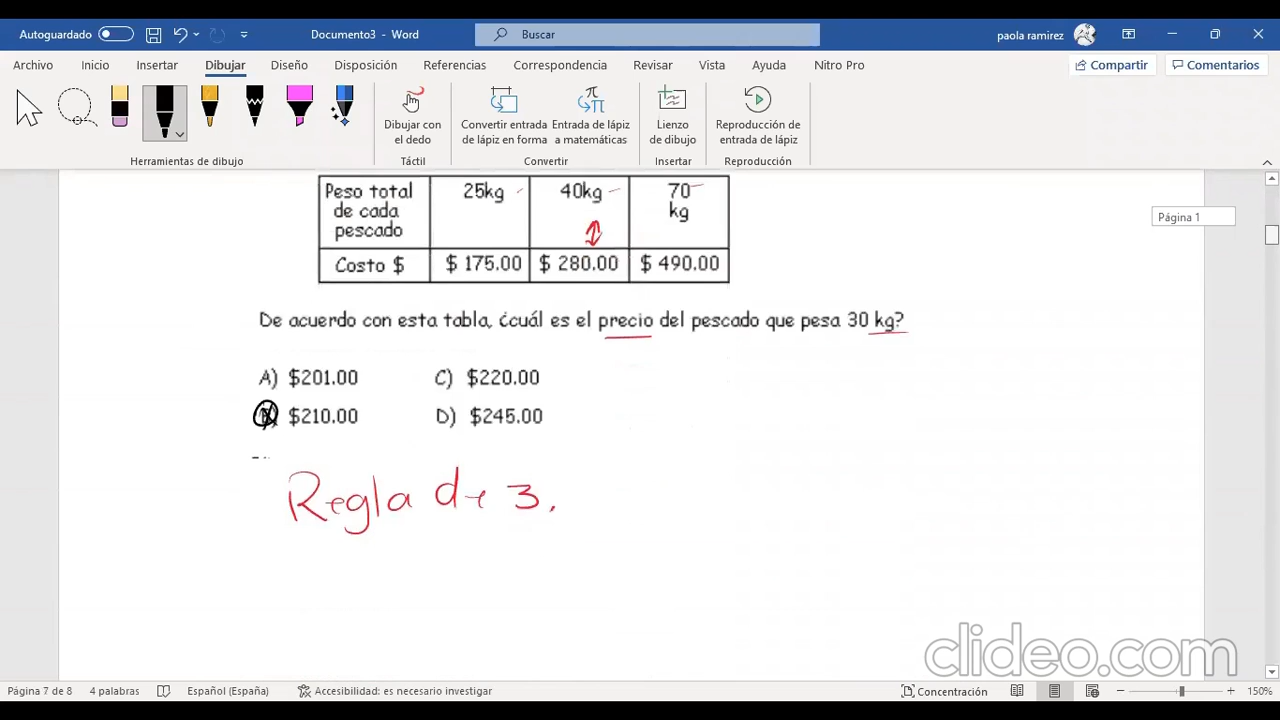 Autoguardado
Documento3 - Word
Buscar
paola ramirez
Archivo Inicio Insertar Dibujar Diseño Disposición Referencias Correspondencia Revisar Vista Ayuda Nitro Pro Compartir Comentarios
Dibujar con el dedo
Convertir entrada de lápiz en forma
Entrada de lápiz a matemáticas
Lienzo de dibujo
Reproducción de entrada de lápiz
Herramientas de dibujo Táctil Convertir Insertar Reproducción
Página 1
Peso total de cada pescado 25kg 40kg 70 kg
Costo $ $ 175.00 $ 280.00 $ 490.00
De acuerdo con esta tabla, ¿cuál es el precio del pescado que pesa 30 kg?
A) $201.00 C) $220.00
$210.00 D) $245.00
Regla de 3.
clideo.com
Página 7 de 8 4 palabras Español (España) Accesibilidad: es necesario investigar Concentración 150%